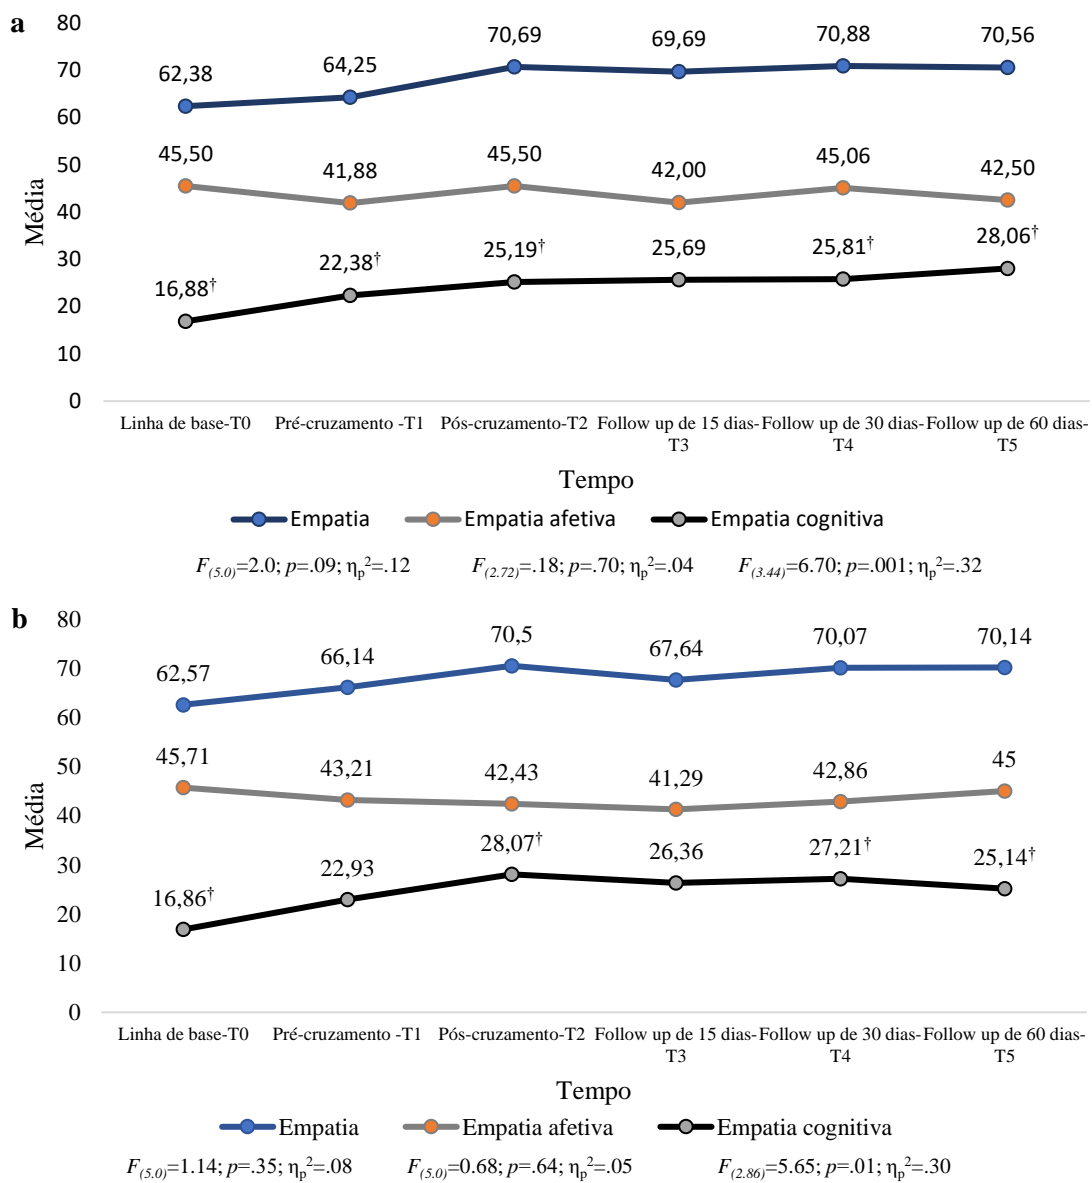 a
80
70
60
50
40
30
20
10
0
Média
62,38 64,25 70,69 69,69 70,88 70,56
45,50 41,88 45,50 42,00 45,06 42,50
16,88† 22,38† 25,19† 25,69 25,81† 28,06†
Linha de base-T0 Pré-cruzamento -T1 Pós-cruzamento-T2 Follow up de 15 dias- Follow up de 30 dias- Follow up de 60 dias-
T3 T4 T5
Tempo
Empatia Empatia afetiva Empatia cognitiva
F(5.0)=2.0; p=.09; ηp²=.12 F(2.72)=.18; p=.70; ηp²=.04 F(3.44)=6.70; p=.001; ηp²=.32
b
80
70
60
50
40
30
20
10
0
Média
62,57 66,14 70,5 67,64 70,07 70,14
45,71 43,21 42,43 41,29 42,86 45
16,86† 22,93 28,07† 26,36 27,21† 25,14†
Linha de base-T0 Pré-cruzamento -T1 Pós-cruzamento-T2 Follow up de 15 dias- Follow up de 30 dias- Follow up de 60 dias-
T3 T4 T5
Tempo
Empatia Empatia afetiva Empatia cognitiva
F(5.0)=1.14; p=.35; ηp²=.08 F(5.0)=0.68; p=.64; ηp²=.05 F(2.86)=5.65; p=.01; ηp²=.30